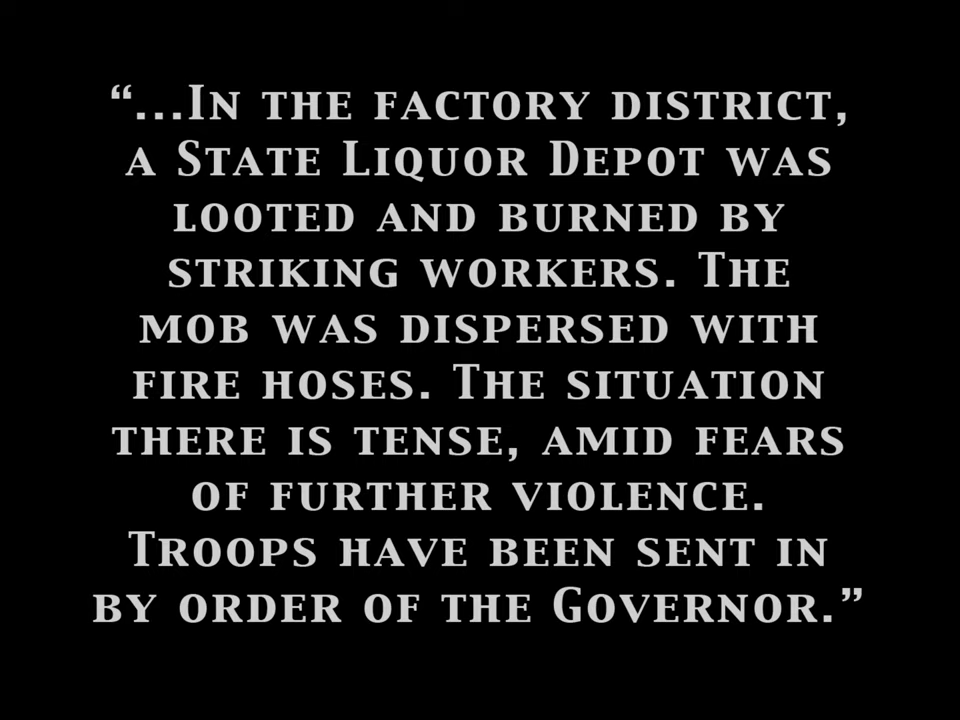 “...In the factory district,
a State Liquor Depot was
looted and burned by
striking workers. The
mob was dispersed with
fire hoses. The situation
there is tense, amid fears
of further violence.
Troops have been sent in
by order of the Governor.”